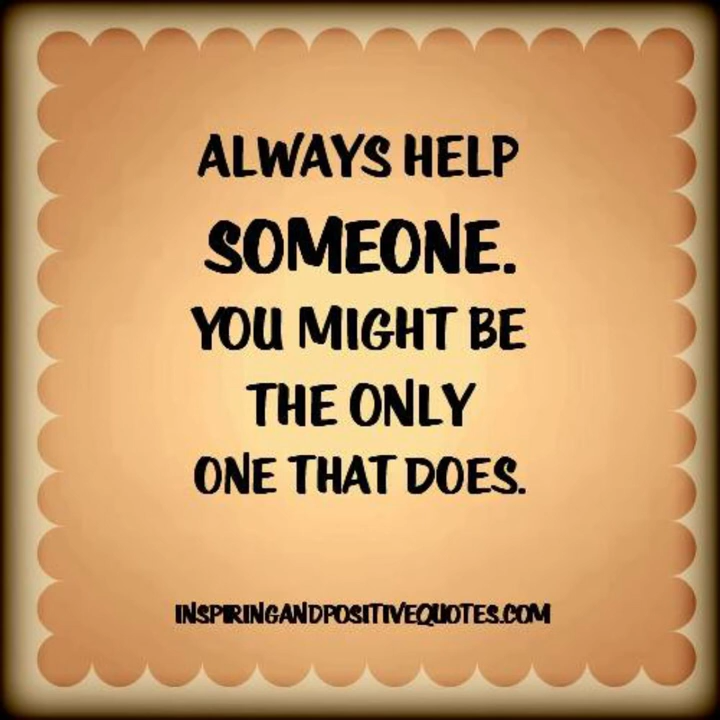 ALWAYS HELP
SOMEONE.
YOU MIGHT BE
THE ONLY
ONE THAT DOES.
INSPIRINGANDPOSITIVEQUOTES.COM